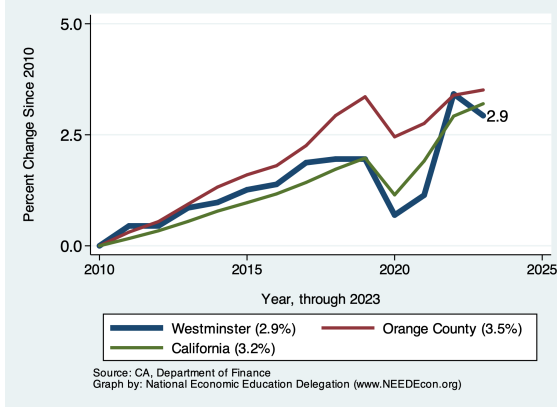 5.0
2.5
0.0
Percent Change Since 2010
2.9
2010 2015 2020 2025
Year, through 2023
Westminster (2.9%) Orange County (3.5%)
California (3.2%)
Source: CA, Department of Finance
Graph by: National Economic Education Delegation (www.NEEDEcon.org)